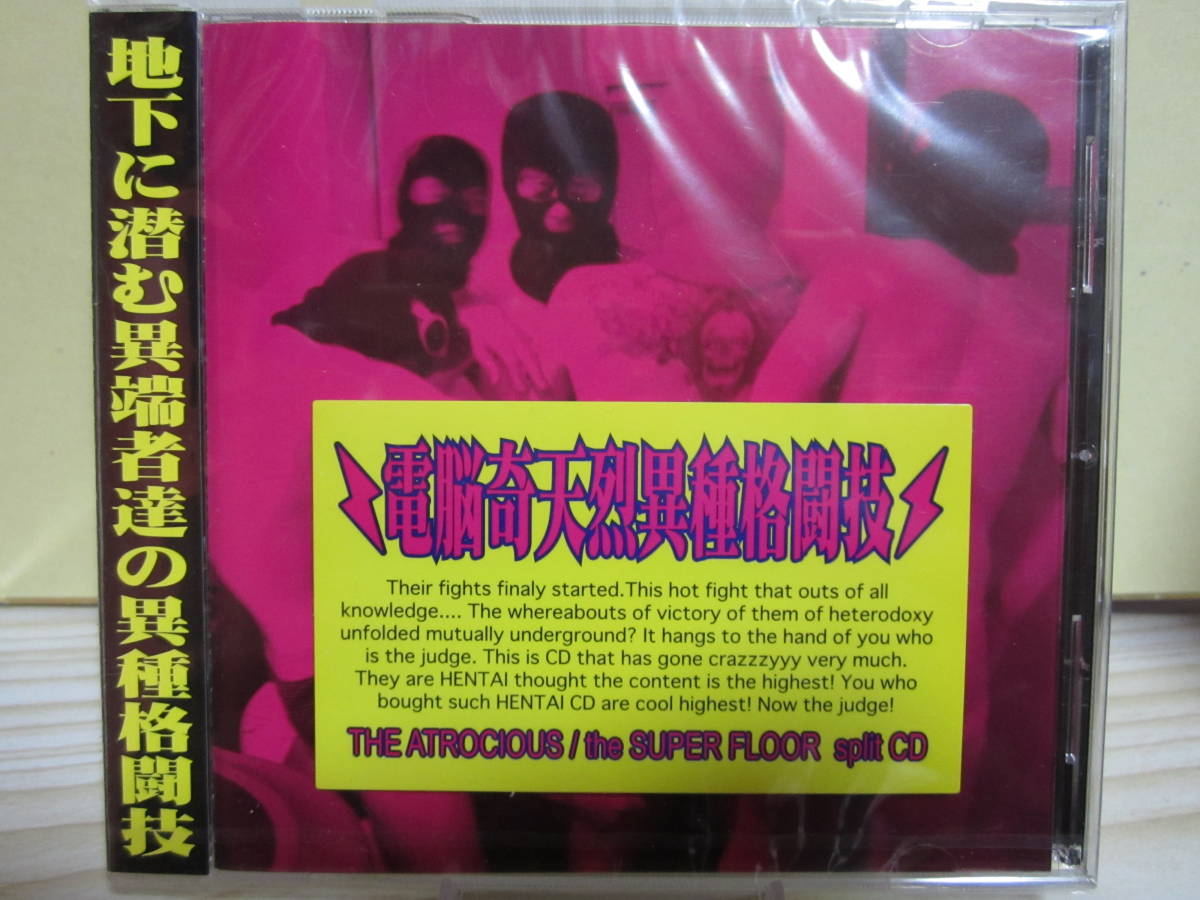 地下に潜む異端者達の異種格闘技
電脳奇天烈異種格闘技
Their fights finaly started.This hot fight that outs of all
knowledge.... The whereabouts of victory of them of heterodoxy
unfolded mutually underground? It hangs to the hand of you who
is the judge. This is CD that has gone crazzzyyy very much.
They are HENTAI thought the content is the highest! You who
bought such HENTAI CD are cool highest! Now the judge!
THE ATROCIOUS / the SUPER FLOOR split CD